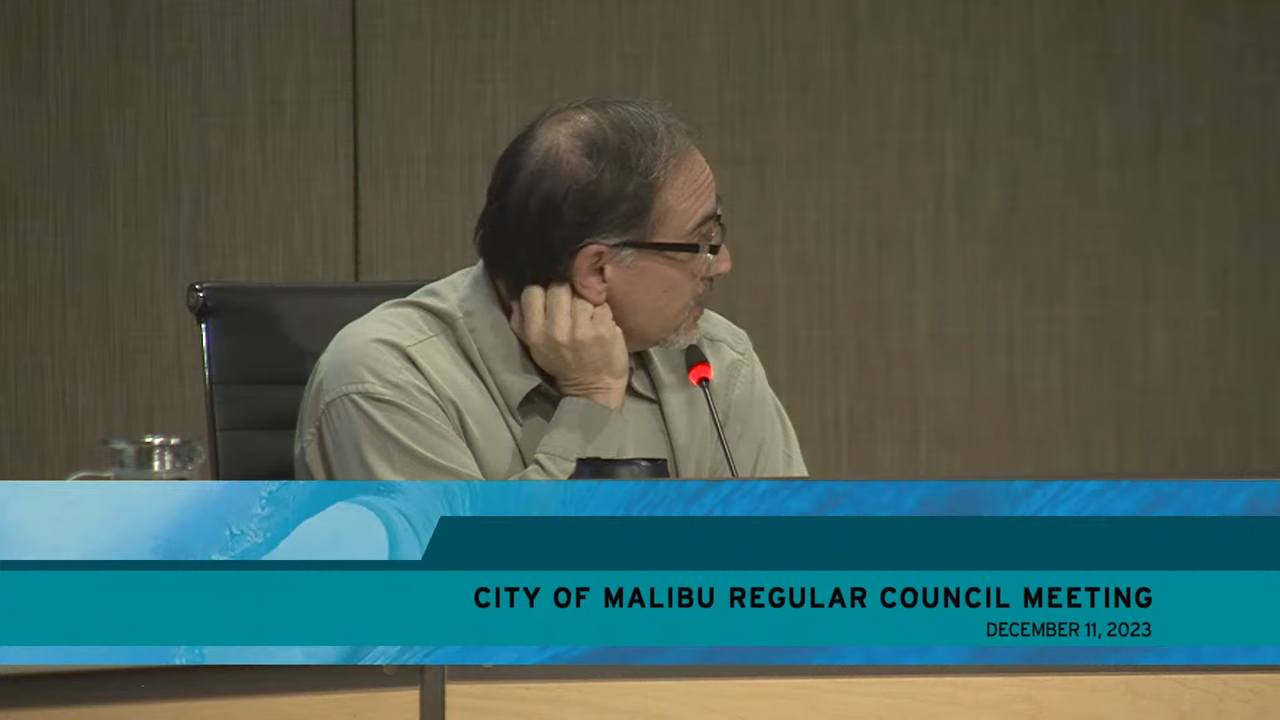 CITY OF MALIBU REGULAR COUNCIL MEETING
DECEMBER 11, 2023